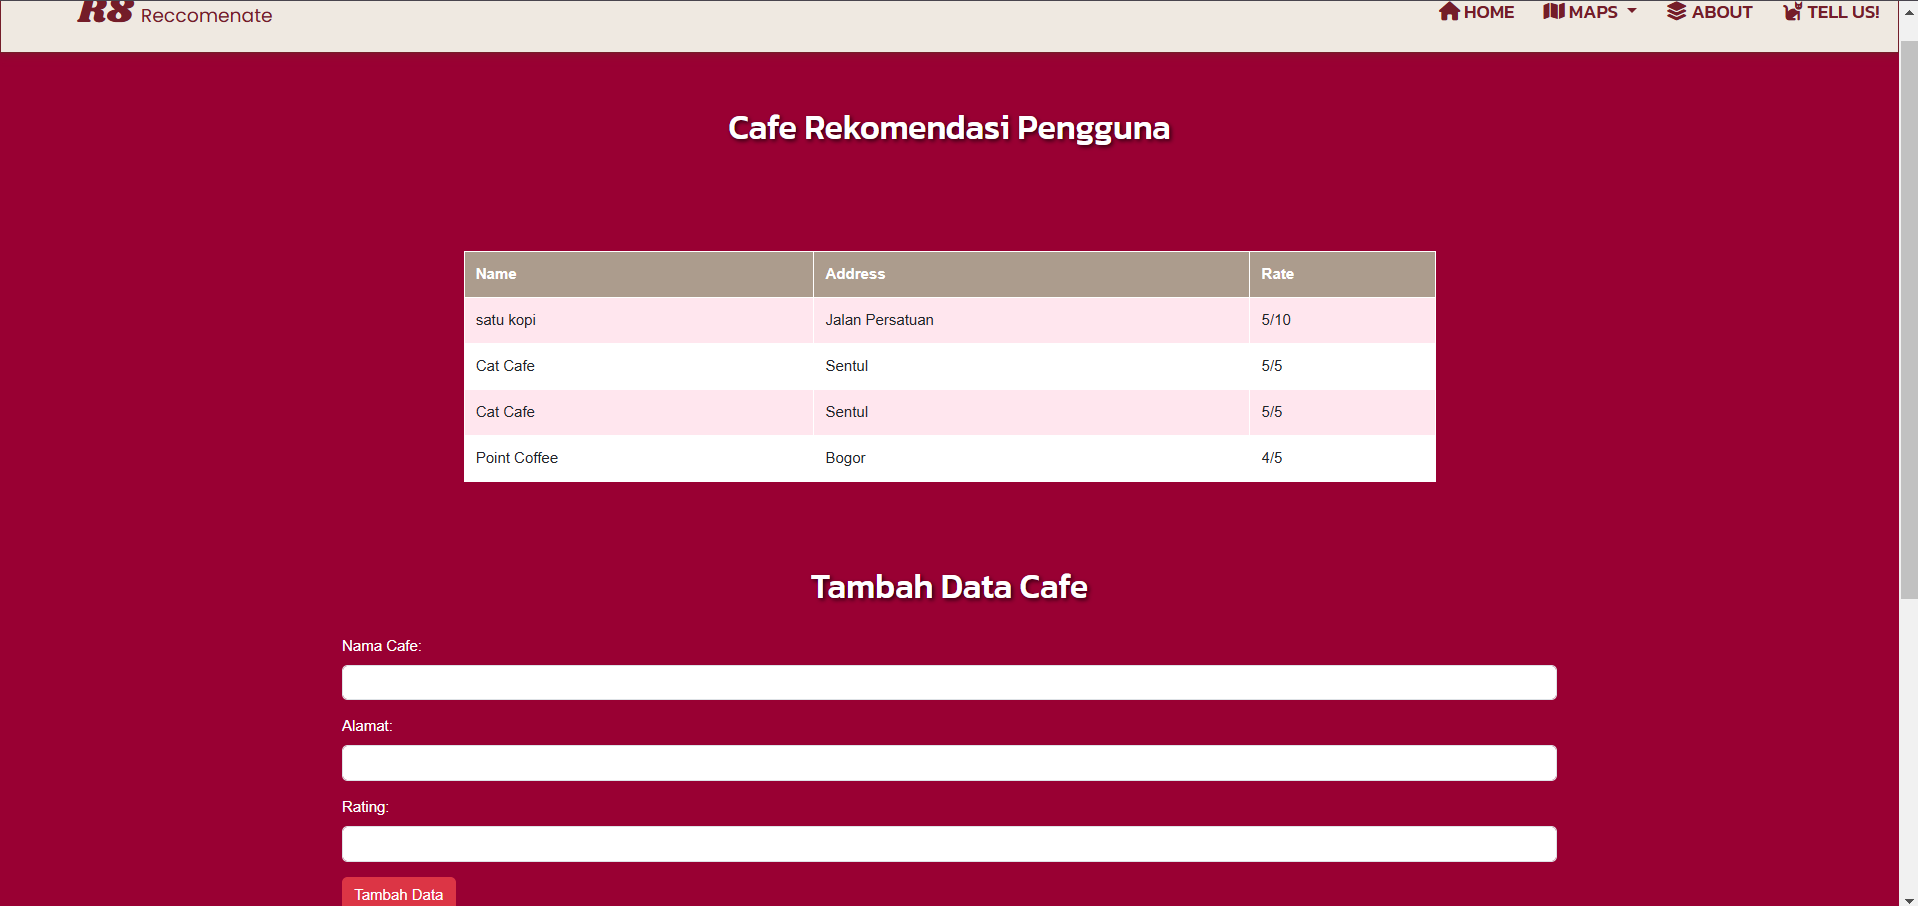 R8 Reccomenate HOME MAPS ABOUT TELL US!
Cafe Rekomendasi Pengguna
Name Address Rate
satu kopi Jalan Persatuan 5/10
Cat Cafe Sentul 5/5
Cat Cafe Sentul 5/5
Point Coffee Bogor 4/5
Tambah Data Cafe
Nama Cafe:
Alamat:
Rating:
Tambah Data